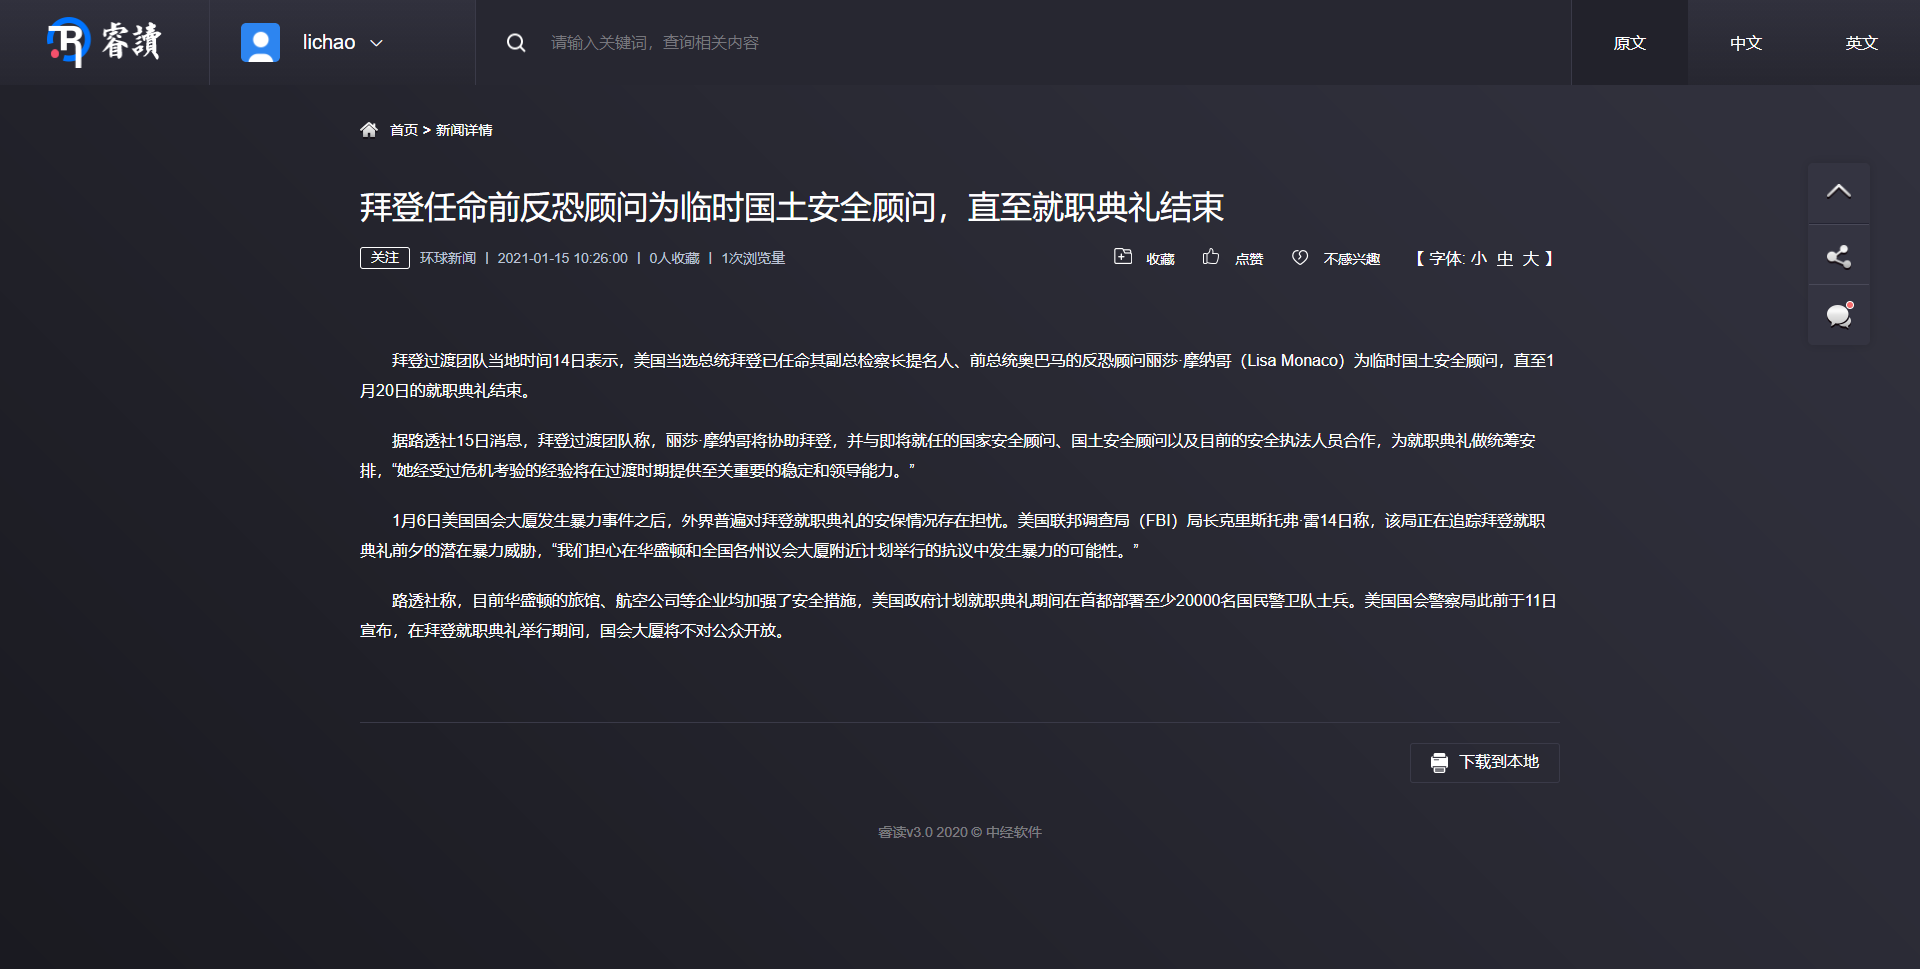 睿讀
lichao
请输入关键词，查询相关内容
原文
中文
英文
首页 > 新闻详情
拜登任命前反恐顾问为临时国土安全顾问，直至就职典礼结束
关注 环球新闻 | 2021-01-15 10:26:00 | 0人收藏 | 1次浏览量
收藏 点赞 不感兴趣 【 字体: 小 中 大 】
拜登过渡团队当地时间14日表示，美国当选总统拜登已任命其副总检察长提名人、前总统奥巴马的反恐顾问丽莎·摩纳哥（Lisa Monaco）为临时国土安全顾问，直至1
月20日的就职典礼结束。
据路透社15日消息，拜登过渡团队称，丽莎·摩纳哥将协助拜登，并与即将就任的国家安全顾问、国土安全顾问以及目前的安全执法人员合作，为就职典礼做统筹安
排，“她经受过危机考验的经验将在过渡时期提供至关重要的稳定和领导能力。”
1月6日美国国会大厦发生暴力事件之后，外界普遍对拜登就职典礼的安保情况存在担忧。美国联邦调查局（FBI）局长克里斯托弗·雷14日称，该局正在追踪拜登就职
典礼前夕的潜在暴力威胁，“我们担心在华盛顿和全国各州议会大厦附近计划举行的抗议中发生暴力的可能性。”
路透社称，目前华盛顿的旅馆、航空公司等企业均加强了安全措施，美国政府计划就职典礼期间在首都部署至少20000名国民警卫队士兵。美国国会警察局此前于11日
宣布，在拜登就职典礼举行期间，国会大厦将不对公众开放。
下载到本地
睿读v3.0 2020 © 中经软件